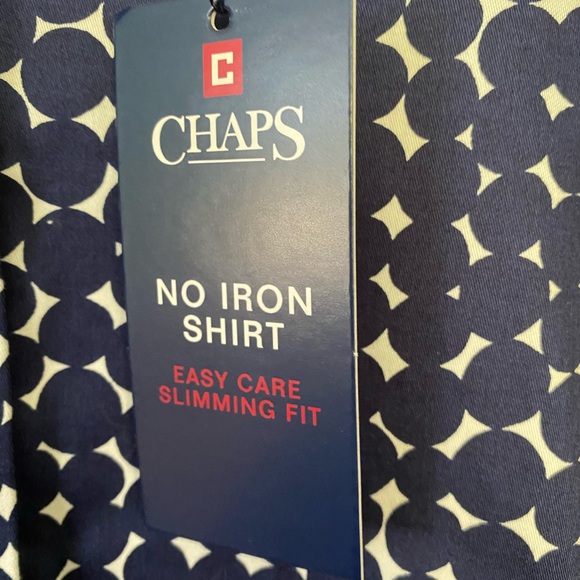 C
CHAPS
NO IRON
SHIRT
EASY CARE
SLIMMING FIT